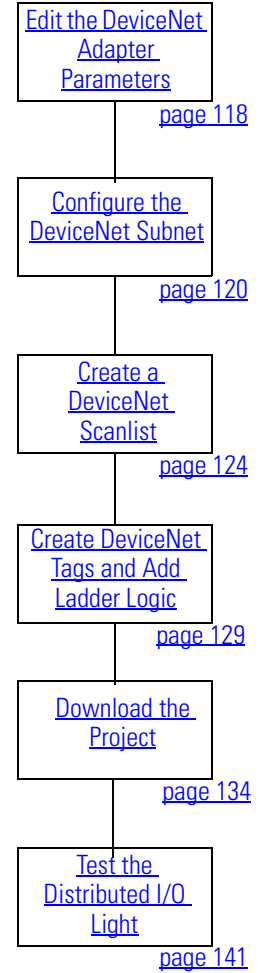 Edit the DeviceNet
Adapter
Parameters
page 118
Configure the
DeviceNet Subnet
page 120
Create a
DeviceNet
Scanlist
page 124
Create DeviceNet
Tags and Add
Ladder Logic
page 129
Download the
Project
page 134
Test the
Distributed I/O
Light
page 141